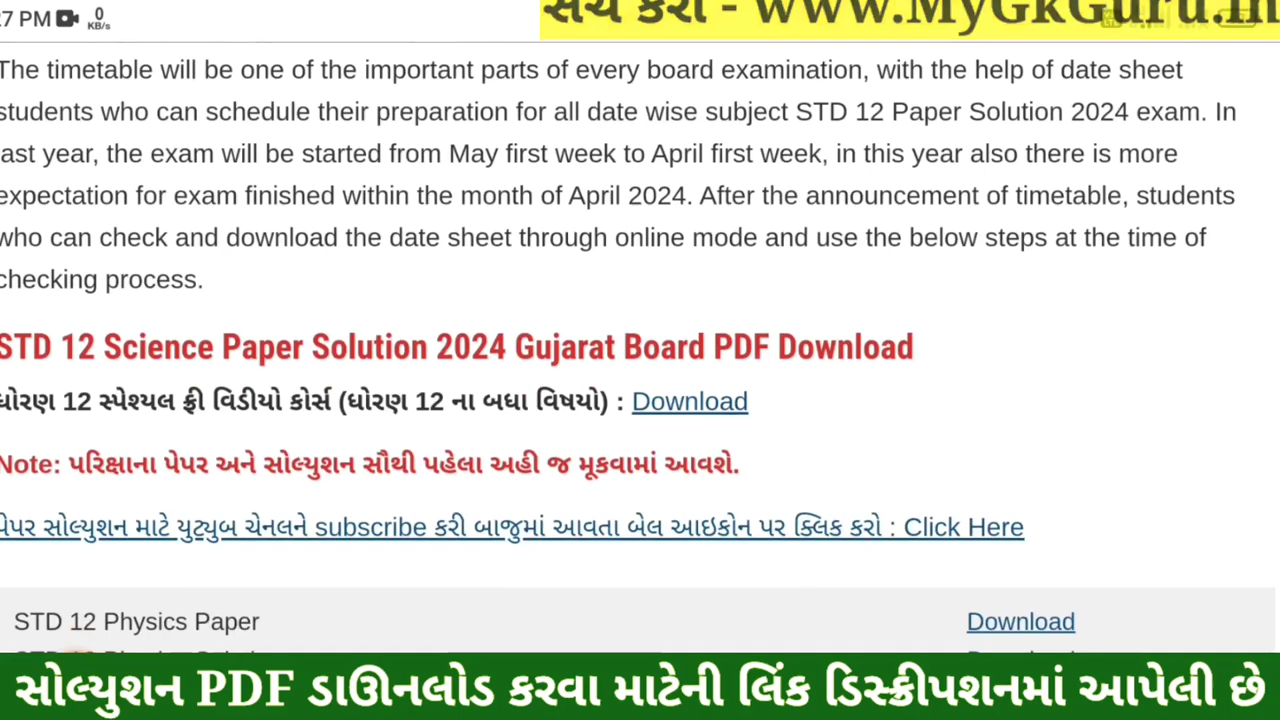 27 PM 0 KB/s
સર્ચ કરો - www.MyGkGuru.in
The timetable will be one of the important parts of every board examination, with the help of date sheet
students who can schedule their preparation for all date wise subject STD 12 Paper Solution 2024 exam. In
last year, the exam will be started from May first week to April first week, in this year also there is more
expectation for exam finished within the month of April 2024. After the announcement of timetable, students
who can check and download the date sheet through online mode and use the below steps at the time of
checking process.
STD 12 Science Paper Solution 2024 Gujarat Board PDF Download
ધોરણ 12 સ્પેશ્યલ ફ્રી વિડીયો કોર્સ (ધોરણ 12 ના બધા વિષયો) : Download
Note: પરિક્ષાના પેપર અને સોલ્યુશન સૌથી પહેલા અહી જ મૂકવામાં આવશે.
પેપર સોલ્યુશન માટે યુટ્યુબ ચેનલને subscribe કરી બાજુમાં આવતા બેલ આઇકોન પર ક્લિક કરો : Click Here
STD 12 Physics Paper Download
સોલ્યુશન PDF ડાઊનલોડ કરવા માટેની લિંક ડિસ્ક્રીપશનમાં આપેલી છે